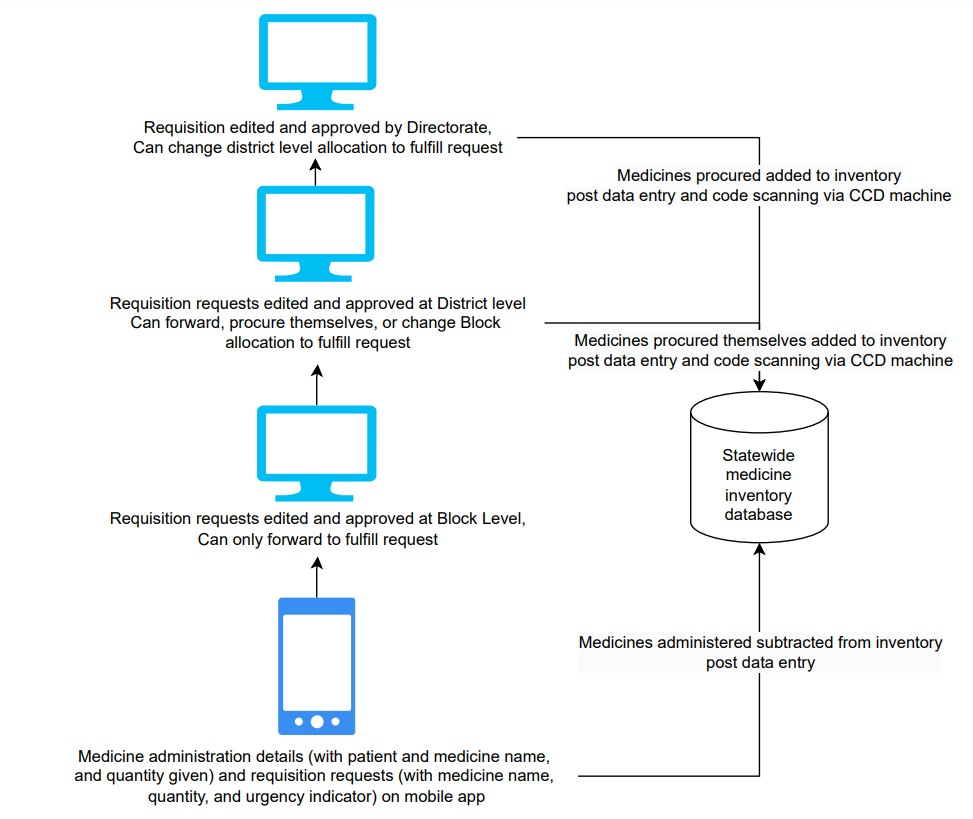 Requisition edited and approved by Directorate,
Can change district level allocation to fulfill request
Medicines procured added to inventory
post data entry and code scanning via CCD machine
Requisition requests edited and approved at District level
Can forward, procure themselves, or change Block
allocation to fulfill request
Medicines procured themselves added to inventory
post data entry and code scanning via CCD machine
Statewide
medicine
inventory
database
Requisition requests edited and approved at Block Level,
Can only forward to fulfill request
Medicines administered subtracted from inventory
post data entry
Medicine administration details (with patient and medicine name,
and quantity given) and requisition requests (with medicine name,
quantity, and urgency indicator) on mobile app